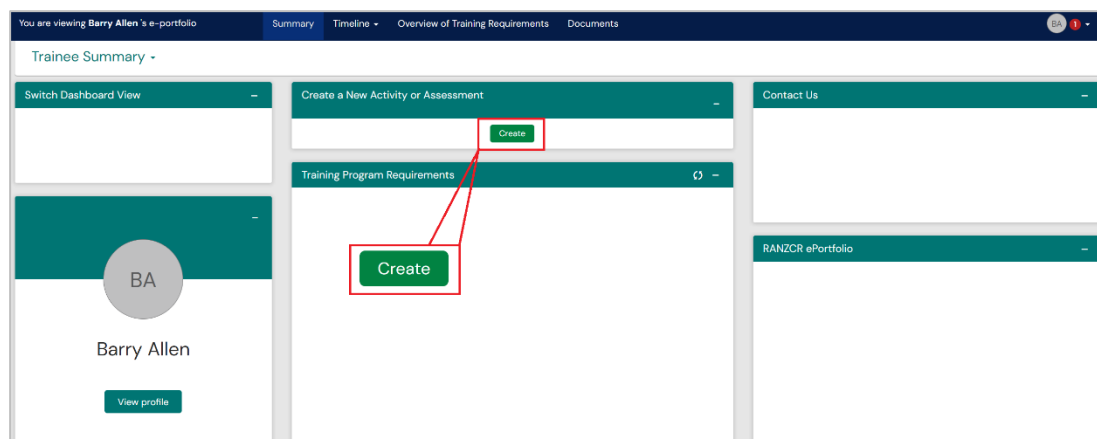 You are viewing Barry Allen 's e-portfolio
Summary
Timeline
Overview of Training Requirements
Documents
BA
1
Trainee Summary
Switch Dashboard View
Create a New Activity or Assessment
Contact Us
Create
Training Program Requirements
RANZCR ePortfolio
Create
BA
Barry Allen
View profile